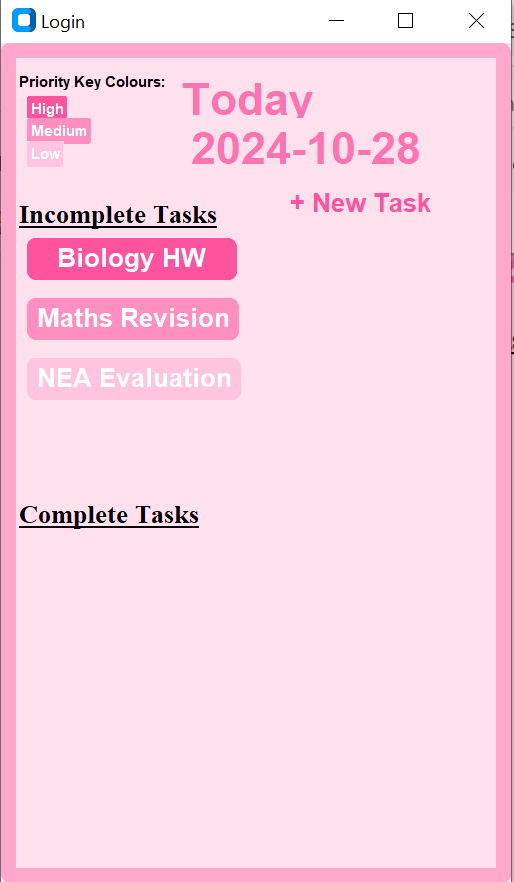 Login
Priority Key Colours:
High
Medium
Low
Today
2024-10-28
+ New Task
Incomplete Tasks
Biology HW
Maths Revision
NEA Evaluation
Complete Tasks